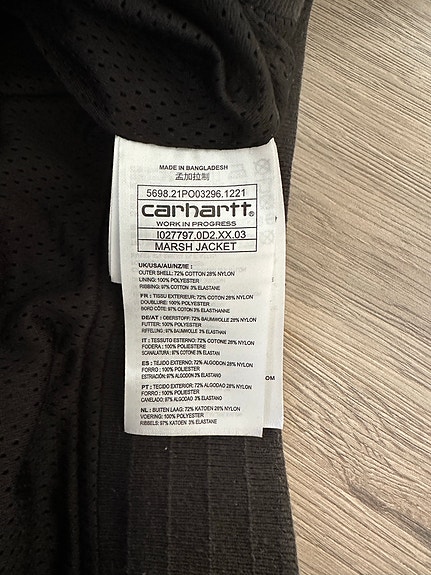 MADE IN BANGLADESH
孟加拉制
5698.21PO03296.1221
carhartt®
WORK IN PROGRESS
I027797.0D2.XX.03
MARSH JACKET
UK/USA/AU/NZ/IE :
OUTER SHELL: 72% COTTON 28% NYLON
LINING: 100% POLYESTER
RIBBING: 97% COTTON 3% ELASTANE
FR : TISSU EXTERIEUR: 72% COTON 28% NYLON
DOUBLURE: 100% POLYESTER
BORD CÔTE: 97% COTON 3% ELASTHANNE
DE/AT : OBERSTOFF: 72% BAUMWOLLE 28% NYLON
FUTTER: 100% POLYESTER
RIFFELUNG: 97% BAUMWOLLE 3% ELASTHAN
IT : TESSUTO ESTERNO: 72% COTONE 28% NYLON
FODERA : 100% POLIESTERE
SCANALATURA: 97% COTONE 3% ELASTAN
ES : TEJIDO EXTERNO: 72% ALGODON 28% NYLON
FORRO : 100% POLIESTER
ESTRIACIÓN: 97% ALGODON 3% ELASTANO
PT : TECIDO EXTERIOR: 72% ALGODAO 28% NYLON
FORRO: 100% POLIESTER
CANELADO: 97% ALGODAO 3% ELASTANO
OM
NL : BUITEN LAAG: 72% KATOEN 28% NYLON
VOERING: 100% POLYESTER
RIBBELS: 97% KATOEN 3% ELASTAAN